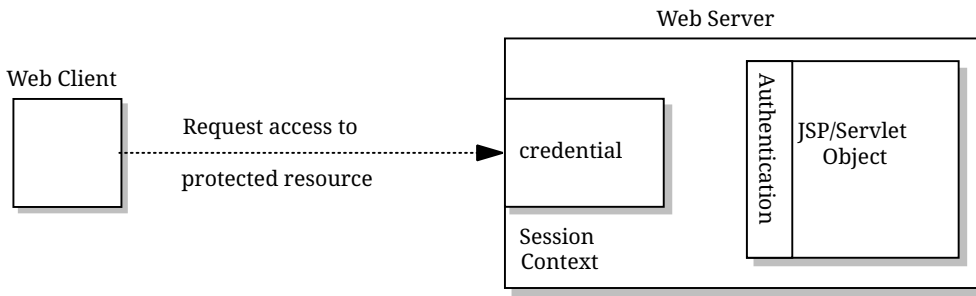 Web Server
Web Client
Request access to
protected resource
credential
Session
Context
Authentication
JSP/Servlet
Object